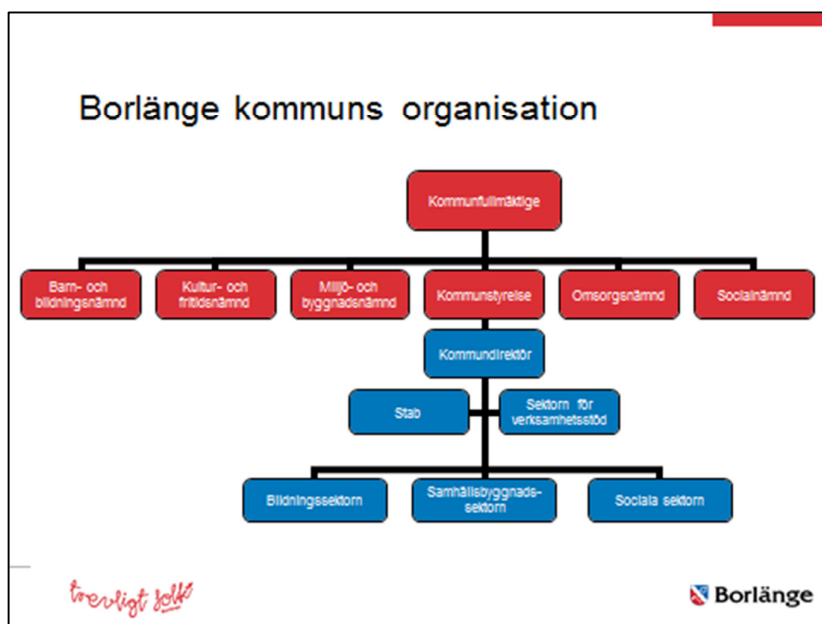 Borlänge kommuns organisation
Kommunfullmäktige
Barn- och
bildningsnämnd
Kultur- och
fritidsnämnd
Miljö- och
byggnadsnämnd
Kommunstyrelse
Omsorgsnämnd
Socialnämnd
Kommundirektör
Stab
Sektorn för
verksamhetsstöd
Bildningssektorn
Samhällsbyggnads-
sektorn
Sociala sektorn
trevligt folk
Borlänge